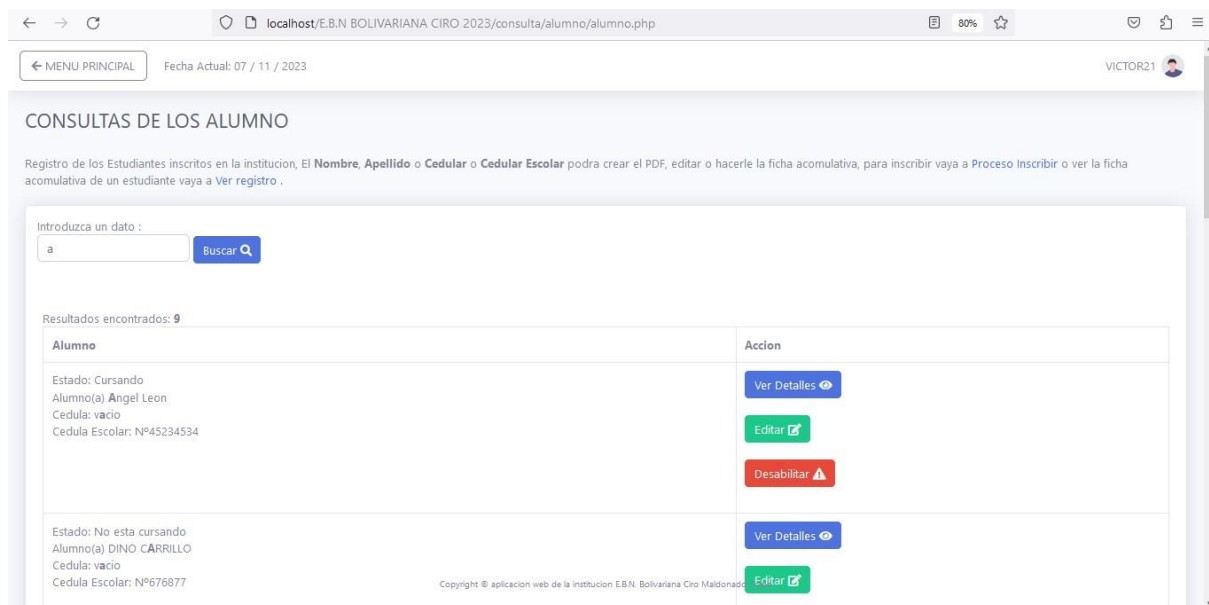 localhost/E.B.N BOLIVARIANA CIRO 2023/consulta/alumno/alumno.php
80%
MENU PRINCIPAL
Fecha Actual: 07 / 11 / 2023
VICTOR21
CONSULTAS DE LOS ALUMNO
Registro de los Estudiantes inscritos en la institucion, El Nombre, Apellido o Cedular o Cedular Escolar podra crear el PDF, editar o hacerle la ficha acomulativa, para inscribir vaya a Proceso Inscribir o ver la ficha
acomulativa de un estudiante vaya a Ver registro .
Introduzca un dato :
a
Buscar
Resultados encontrados: 9
Alumno
Accion
Estado: Cursando
Alumno(a) Angel Leon
Cedula: vacio
Cedula Escolar: Nº45234534
Ver Detalles
Editar
Desabilitar
Estado: No esta cursando
Alumno(a) DINO CARRILLO
Cedula: vacio
Cedula Escolar: Nº676877
Ver Detalles
Editar
Copyright © aplicacion web de la institucion E.B.N. Bolivariana Ciro Maldonado